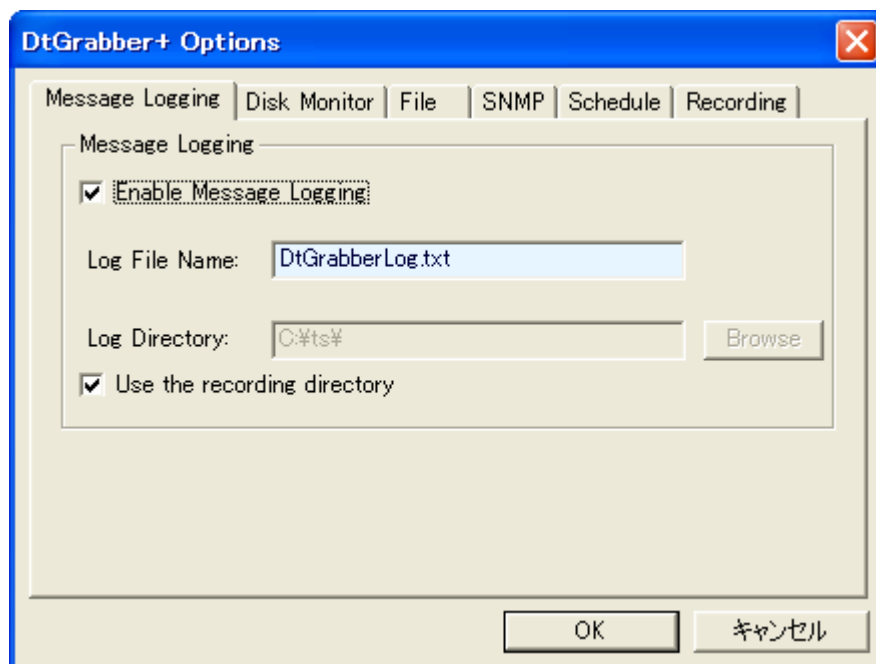 DtGrabber+ Options
Message Logging Disk Monitor File SNMP Schedule Recording
Message Logging
Enable Message Logging
Log File Name: DtGrabberLog.txt
Log Directory: C:¥ts¥ Browse
Use the recording directory
OK キャンセル